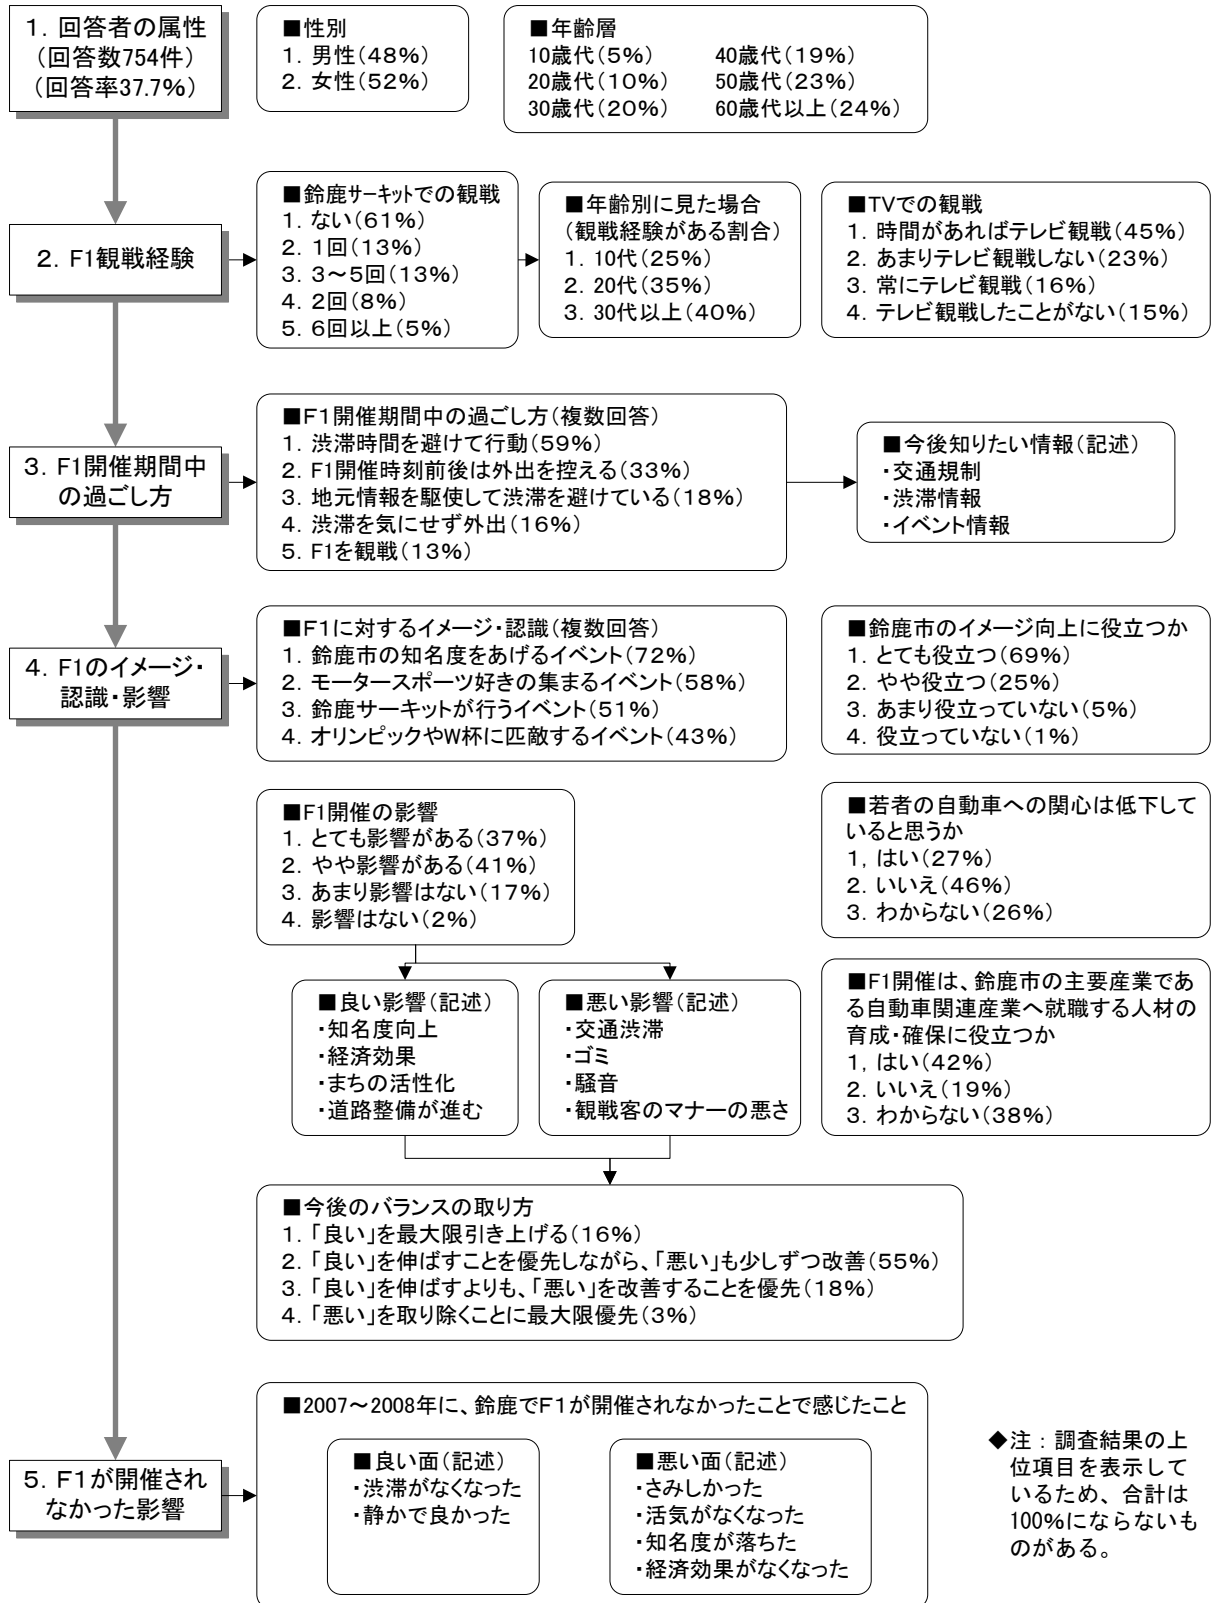 1. 回答者の属性
(回答数754件)
(回答率37.7%)
■性別
1. 男性(48%)
2. 女性(52%)
■年齢層
10歳代(5%) 40歳代(19%)
20歳代(10%) 50歳代(23%)
30歳代(20%) 60歳代以上(24%)
2. F1観戦経験
■鈴鹿サーキットでの観戦
1. ない(61%)
2. 1回(13%)
3. 3~5回(13%)
4. 2回(8%)
5. 6回以上(5%)
■年齢別に見た場合
(観戦経験がある割合)
1. 10代(25%)
2. 20代(35%)
3. 30代以上(40%)
■TVでの観戦
1. 時間があればテレビ観戦(45%)
2. あまりテレビ観戦しない(23%)
3. 常にテレビ観戦(16%)
4. テレビ観戦したことがない(15%)
3. F1開催期間中
の過ごし方
■F1開催期間中の過ごし方(複数回答)
1. 渋滞時間を避けて行動(59%)
2. F1開催時刻前後は外出を控える(33%)
3. 地元情報を駆使して渋滞を避けている(18%)
4. 渋滞を気にせず外出(16%)
5. F1を観戦(13%)
■今後知りたい情報(記述)
・交通規制
・渋滞情報
・イベント情報
4. F1のイメージ・
認識・影響
■F1に対するイメージ・認識(複数回答)
1. 鈴鹿市の知名度をあげるイベント(72%)
2. モータースポーツ好きの集まるイベント(58%)
3. 鈴鹿サーキットが行うイベント(51%)
4. オリンピックやW杯に匹敵するイベント(43%)
■鈴鹿市のイメージ向上に役立つか
1. とても役立つ(69%)
2. やや役立つ(25%)
3. あまり役立っていない(5%)
4. 役立っていない(1%)
■F1開催の影響
1. とても影響がある(37%)
2. やや影響がある(41%)
3. あまり影響はない(17%)
4. 影響はない(2%)
■若者の自動車への関心は低下して
いると思うか
1, はい(27%)
2. いいえ(46%)
3. わからない(26%)
■良い影響(記述)
・知名度向上
・経済効果
・まちの活性化
・道路整備が進む
■悪い影響(記述)
・交通渋滞
・ゴミ
・騒音
・観戦客のマナーの悪さ
■F1開催は、鈴鹿市の主要産業であ
る自動車関連産業へ就職する人材の
育成・確保に役立つか
1, はい(42%)
2. いいえ(19%)
3. わからない(38%)
■今後のバランスの取り方
1. 「良い」を最大限引き上げる(16%)
2. 「良い」を伸ばすことを優先しながら、「悪い」も少しずつ改善(55%)
3. 「良い」を伸ばすよりも、「悪い」を改善することを優先(18%)
4. 「悪い」を取り除くことに最大限優先(3%)
5. F1が開催され
なかった影響
■2007~2008年に、鈴鹿でF1が開催されなかったことで感じたこと
■良い面(記述)
・渋滞がなくなった
・静かで良かった
■悪い面(記述)
・さみしかった
・活気がなくなった
・知名度が落ちた
・経済効果がなくなった
◆注：調査結果の上
位項目を表示して
いるため、合計は
100%にならないも
のがある。